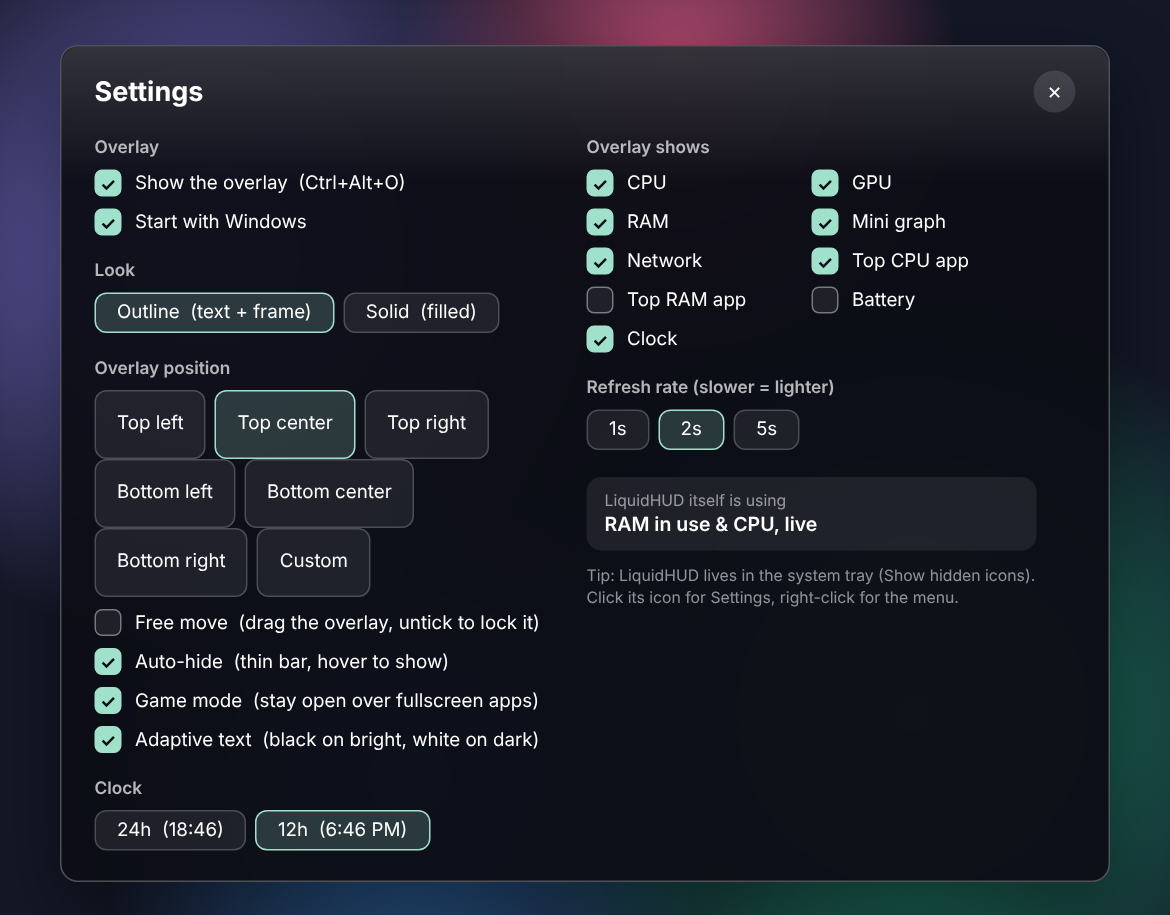 Settings
Overlay
Show the overlay (Ctrl+Alt+O)
Start with Windows
Look
Outline (text + frame)
Solid (filled)
Overlay position
Top left
Top center
Top right
Bottom left
Bottom center
Bottom right
Custom
Free move (drag the overlay, untick to lock it)
Auto-hide (thin bar, hover to show)
Game mode (stay open over fullscreen apps)
Adaptive text (black on bright, white on dark)
Clock
24h (18:46)
12h (6:46 PM)
Overlay shows
CPU
GPU
RAM
Mini graph
Network
Top CPU app
Top RAM app
Battery
Clock
Refresh rate (slower = lighter)
1s
2s
5s
LiquidHUD itself is using
RAM in use & CPU, live
Tip: LiquidHUD lives in the system tray (Show hidden icons).
Click its icon for Settings, right-click for the menu.